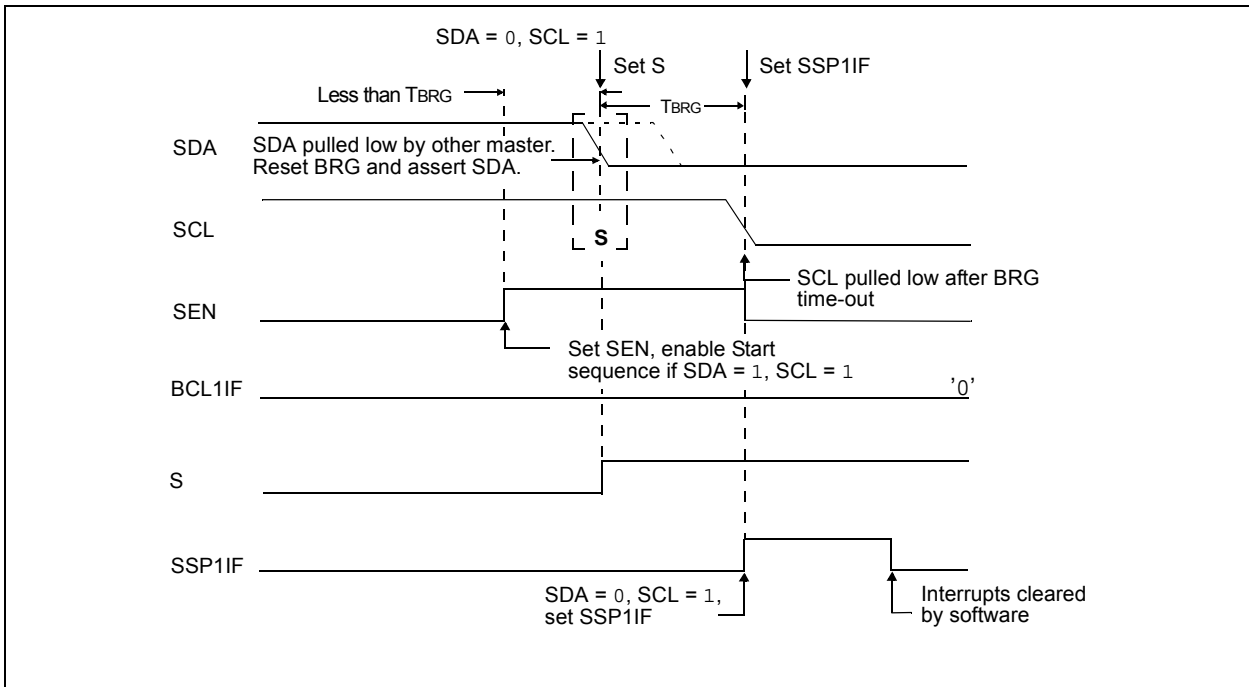 SDA = 0, SCL = 1
Set S
Set SSP1IF
Less than TBRG
TBRG
SDA
SDA pulled low by other master.
Reset BRG and assert SDA.
SCL
S
SCL pulled low after BRG
time-out
SEN
Set SEN, enable Start
sequence if SDA = 1, SCL = 1
BCL1IF
'0'
S
SSP1IF
SDA = 0, SCL = 1,
set SSP1IF
Interrupts cleared
by software